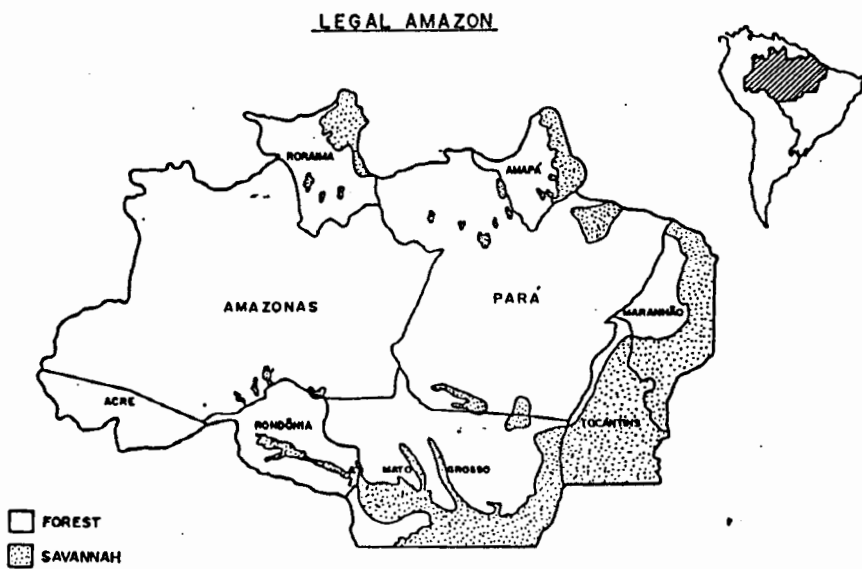 LEGAL AMAZON
RORAIMA
AMAPÁ
AMAZONAS
PARÁ
MARANHÃO
ACRE
RONDÔNIA
TOCANTINS
MATO GROSSO
FOREST
SAVANNAH